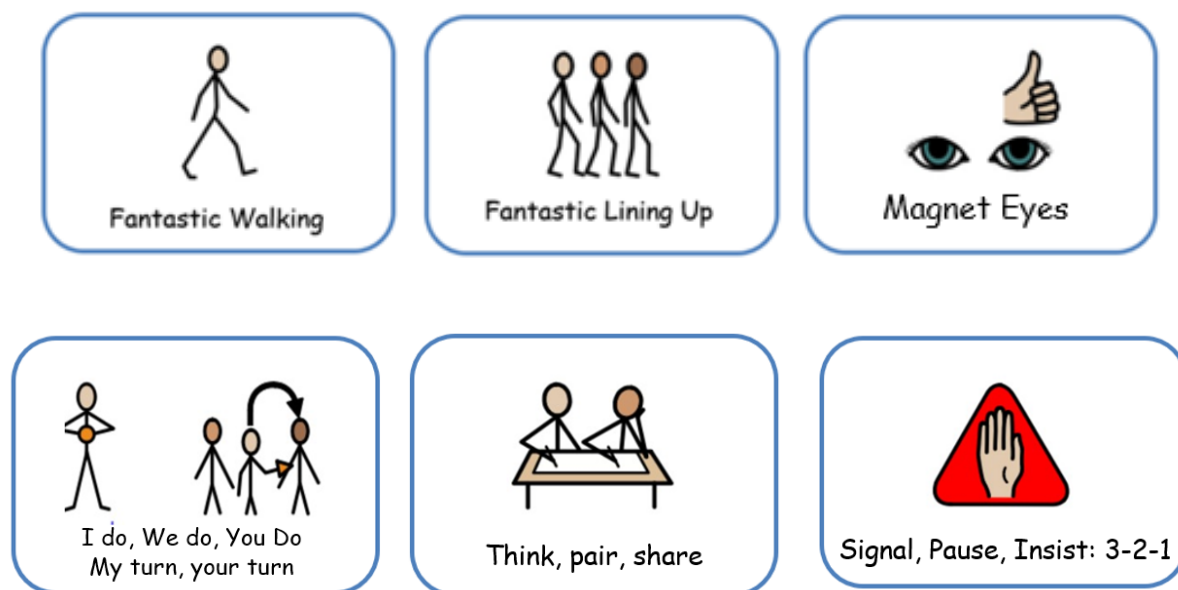 Fantastic Walking
Fantastic Lining Up
Magnet Eyes
I do, We do, You Do
My turn, your turn
Think, pair, share
Signal, Pause, Insist: 3-2-1